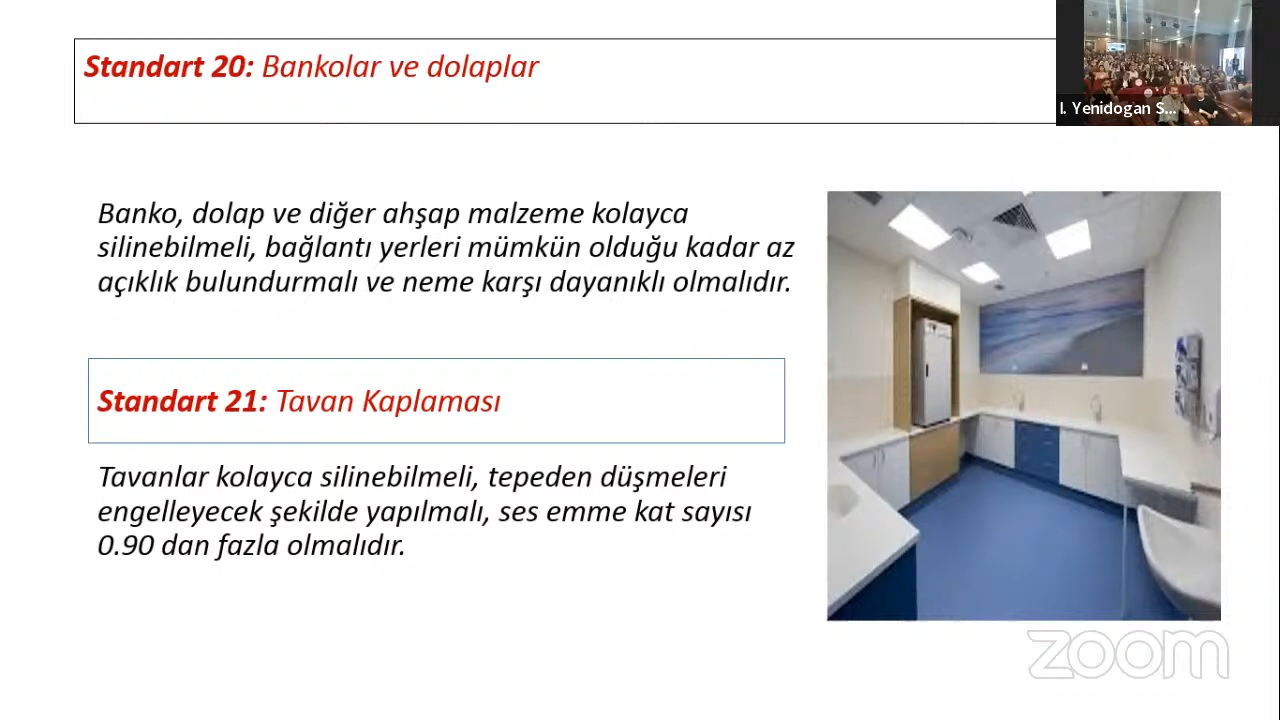 Standart 20: Bankolar ve dolaplar
I. Yenidogan S...
Banko, dolap ve diğer ahşap malzeme kolayca
silinebilmeli, bağlantı yerleri mümkün olduğu kadar az
açıklık bulundurmalı ve neme karşı dayanıklı olmalıdır.
Standart 21: Tavan Kaplaması
Tavanlar kolayca silinebilmeli, tepeden düşmeleri
engelleyecek şekilde yapılmalı, ses emme kat sayısı
0.90 dan fazla olmalıdır.
zoom